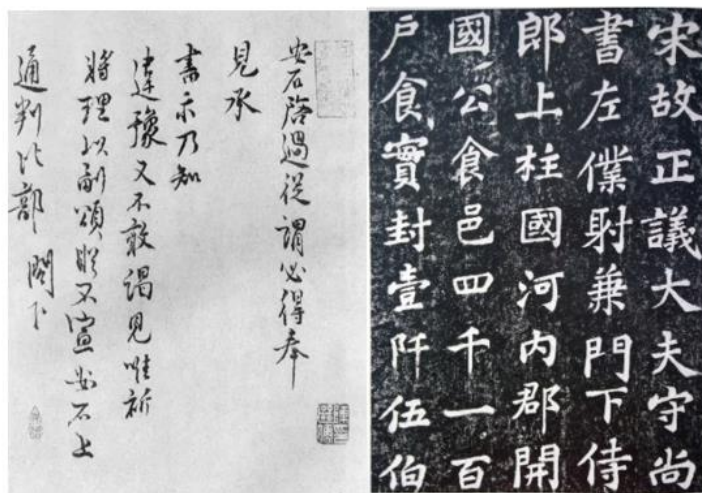 安石啓過從謂必得奉
見承
書示乃知
違豫又不敢謁見唯祈
將理以副頌眷不宣安石上
通判比部 閣下
宋故正議大夫守尚
書左僕射兼門下侍
郎上柱國河內郡開
國公食邑四千一百
戶食實封壹阡伍伯